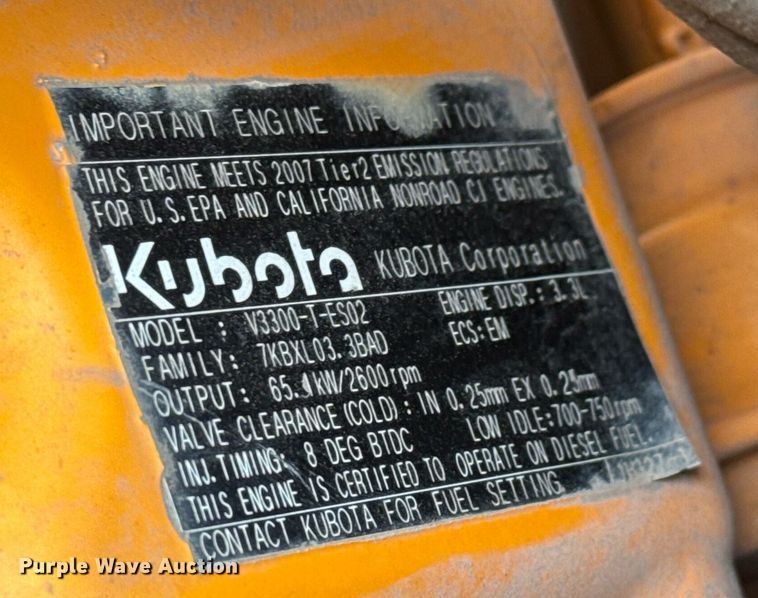 IMPORTANT ENGINE INFORMATION
THIS ENGINE MEETS 2007 Tier2 EMISSION REGULATIONS
FOR U.S.EPA AND CALIFORNIA NONROAD CI ENGINES.
Kubota KUBOTA Corporation
MODEL : V3300-T-ES02 ENGINE DISP.: 3.3L
FAMILY: 7KBXL03.3BAD ECS:EM
OUTPUT: 65.1kW/2600rpm
VALVE CLEARANCE(COLD): IN 0.25mm EX 0.25mm
INJ.TIMING: 8 DEG BTDC LOW IDLE:700-750rpm
THIS ENGINE IS CERTIFIED TO OPERATE ON DIESEL FUEL.
CONTACT KUBOTA FOR FUEL SETTING
Purple Wave Auction